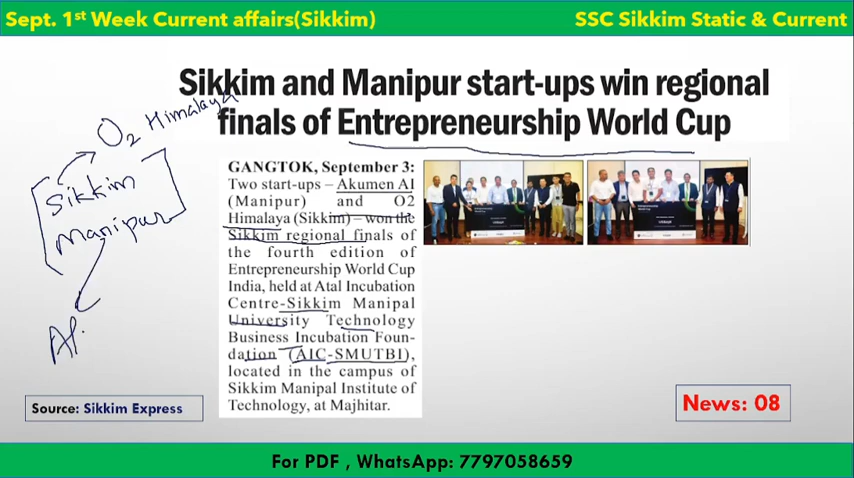 Sept. 1st Week Current affairs(Sikkim)
SSC Sikkim Static & Current
Sikkim and Manipur start-ups win regional
finals of Entrepreneurship World Cup
O2 Himalaya
Sikkim
Manipur
GANGTOK, September 3:
Two start-ups – Akumen AI
(Manipur) and O2
Himalaya (Sikkim) – won the
Sikkim regional finals of
the fourth edition of
Entrepreneurship World Cup
India, held at Atal Incubation
Centre-Sikkim Manipal
University Technology
Business Incubation Foun-
dation (AIC-SMUTBI),
located in the campus of
Sikkim Manipal Institute of
Technology, at Majhitar.
Source: Sikkim Express
News: 08
For PDF , WhatsApp: 7797058659